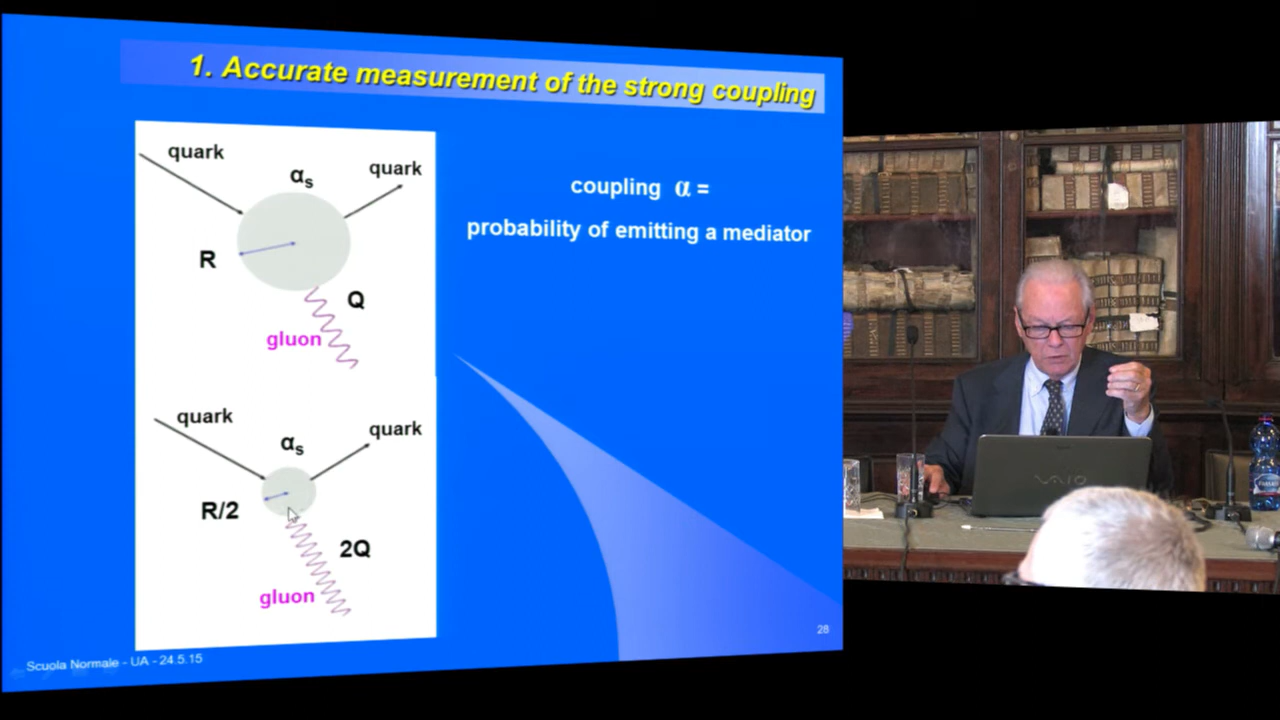 1. Accurate measurement of the strong coupling
quark
αs
quark
R
Q
gluon
quark
αs
quark
R/2
2Q
gluon
coupling α =
probability of emitting a mediator
28
Scuola Normale - UA - 24.5.15
VAIO